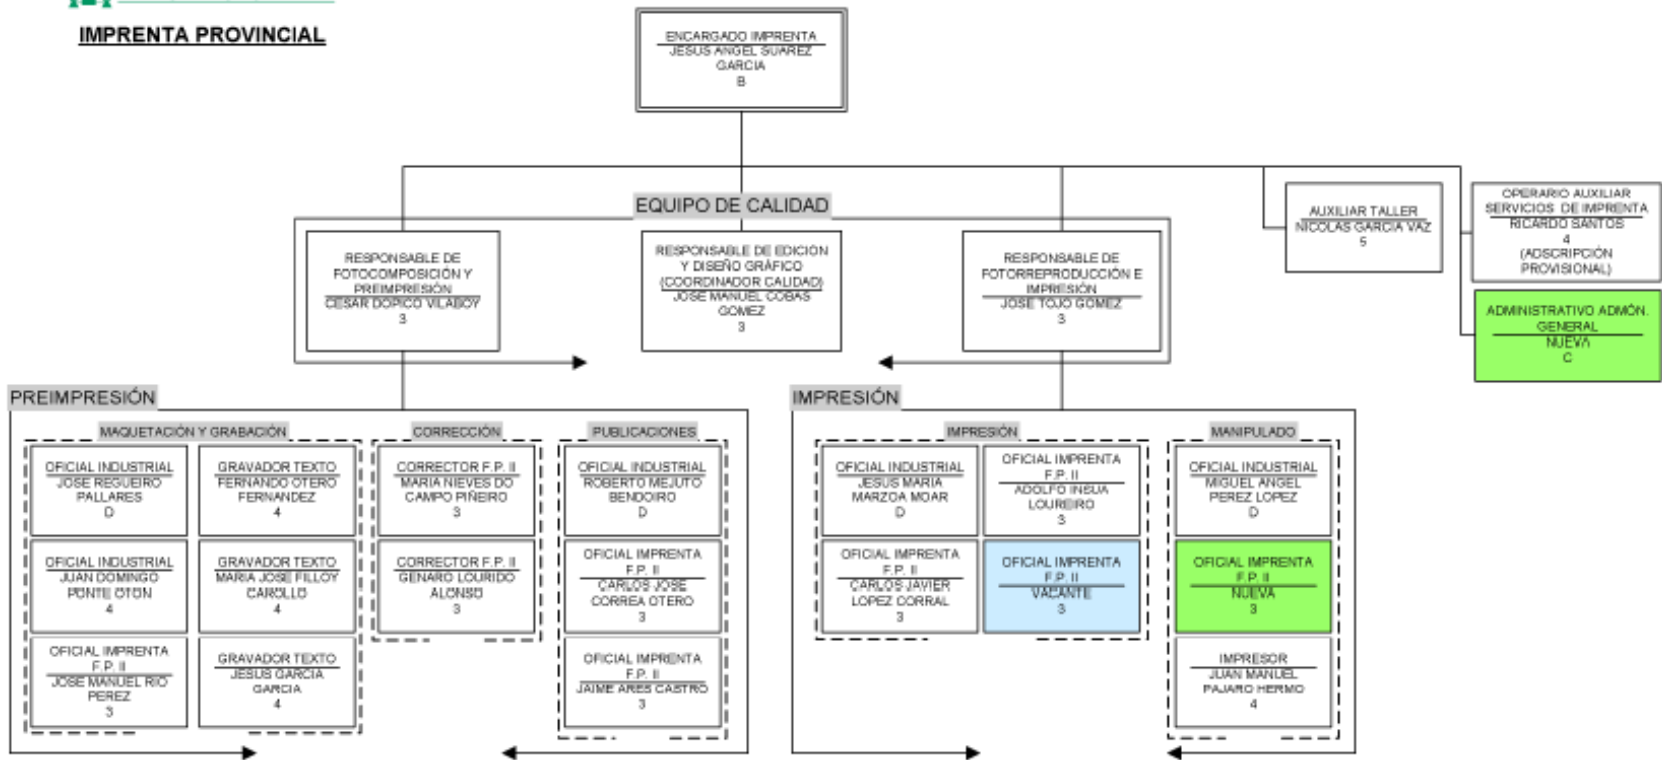 IMPRENTA PROVINCIAL
ENCARGADO IMPRENTA
JESUS ANGEL SUAREZ
GARCIA
B
EQUIPO DE CALIDAD
RESPONSABLE DE
FOTOCOMPOSICIÓN Y
PREIMPRESIÓN
CESAR DOPICO VILABOY
3
RESPONSABLE DE EDICION
Y DISEÑO GRÁFICO
(COORDINADOR CALIDAD)
JOSE MANUEL COBAS
GOMEZ
3
RESPONSABLE DE
FOTORREPRODUCCIÓN E
IMPRESIÓN
JOSE TOJO GOMEZ
3
AUXILIAR TALLER
NICOLAS GARCIA VAZ
5
OPERARIO AUXILIAR
SERVICIOS DE IMPRENTA
RICARDO SANTOS
4
(ADSCRIPCIÓN
PROVISIONAL)
ADMINISTRATIVO ADMÓN.
GENERAL
NUEVA
C
PREIMPRESIÓN
MAQUETACIÓN Y GRABACIÓN
OFICIAL INDUSTRIAL
JOSE REGUEIRO
PALLARES
D
GRAVADOR TEXTO
FERNANDO OTERO
FERNANDEZ
4
OFICIAL INDUSTRIAL
JUAN DOMINGO
PONTE OTON
4
GRAVADOR TEXTO
MARIA JOSE FILLOY
CAROLLO
4
OFICIAL IMPRENTA
F.P. II
JOSE MANUEL RIO
PEREZ
3
GRAVADOR TEXTO
JESUS GARCIA
GARCIA
4
CORRECCIÓN
CORRECTOR F.P. II
MARIA NIEVES DO
CAMPO PIÑEIRO
3
CORRECTOR F.P. II
GENARO LOURIDO
ALONSO
3
PUBLICACIONES
OFICIAL INDUSTRIAL
ROBERTO MEJUTO
BENDOIRO
D
OFICIAL IMPRENTA
F.P. II
CARLOS JOSE
CORREA OTERO
3
OFICIAL IMPRENTA
F.P. II
JAIME ARES CASTRO
3
IMPRESIÓN
IMPRESIÓN
OFICIAL INDUSTRIAL
JESUS MARIA
MARZOA MOAR
D
OFICIAL IMPRENTA
F.P. II
ADOLFO INSUA
LOUREIRO
3
OFICIAL IMPRENTA
F.P. II
CARLOS JAVIER
LOPEZ CORRAL
3
OFICIAL IMPRENTA
F.P. II
VACANTE
3
MANIPULADO
OFICIAL INDUSTRIAL
MIGUEL ANGEL
PEREZ LOPEZ
D
OFICIAL IMPRENTA
F.P. II
NUEVA
3
IMPRESOR
JUAN MANUEL
PAJARO HERMO
4